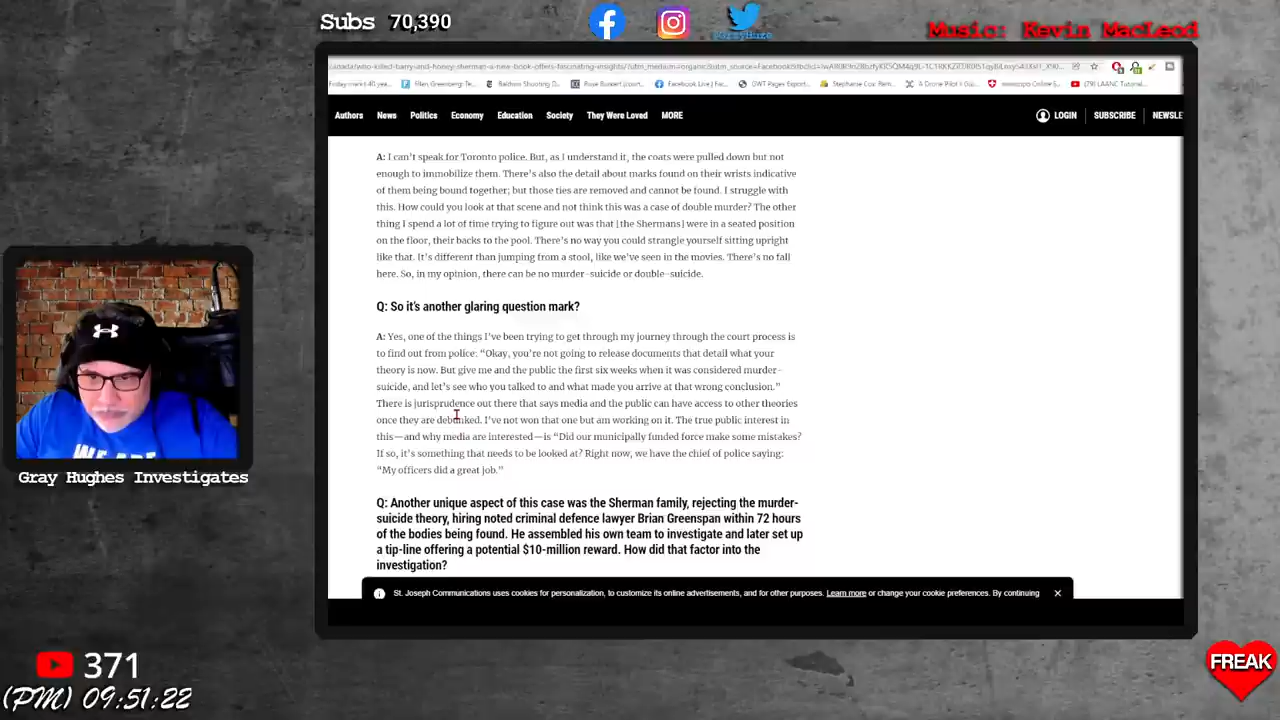 Subs 70,390
KerryHaze
Music: Kevin MacLeod
Authors News Politics Economy Education Society They Were Loved MORE LOGIN SUBSCRIBE NEWSLE
A: I can't speak for Toronto police. But, as I understand it, the coats were pulled down but not
enough to immobilize them. There's also the detail about marks found on their wrists indicative
of them being bound together; but those ties are removed and cannot be found. I struggle with
this. How could you look at that scene and not think this was a case of double murder? The other
thing I spend a lot of time trying to figure out was that [the Shermans] were in a seated position
on the floor, their backs to the pool. There's no way you could strangle yourself sitting upright
like that. It's different than jumping from a stool, like we've seen in the movies. There's no fall
here. So, in my opinion, there can be no murder-suicide or double-suicide.
Q: So it's another glaring question mark?
A: Yes, one of the things I've been trying to get through my journey through the court process is
to find out from police: “Okay, you're not going to release documents that detail what your
theory is now. But give me and the public the first six weeks when it was considered murder-
suicide, and let's see who you talked to and what made you arrive at that wrong conclusion.”
There is jurisprudence out there that says media and the public can have access to other theories
once they are debunked. I've not won that one but am working on it. The true public interest in
this—and why media are interested—is “Did our municipally funded force make some mistakes?
If so, it's something that needs to be looked at? Right now, we have the chief of police saying:
“My officers did a great job.”
Q: Another unique aspect of this case was the Sherman family, rejecting the murder-
suicide theory, hiring noted criminal defence lawyer Brian Greenspan within 72 hours
of the bodies being found. He assembled his own team to investigate and later set up
a tip-line offering a potential $10-million reward. How did that factor into the
investigation?
St. Joseph Communications uses cookies for personalization, to customize its online advertisements, and for other purposes. Learn more or change your cookie preferences. By continuing
WE ARE
Gray Hughes Investigates
371
(PM) 09:51:22
FREAK